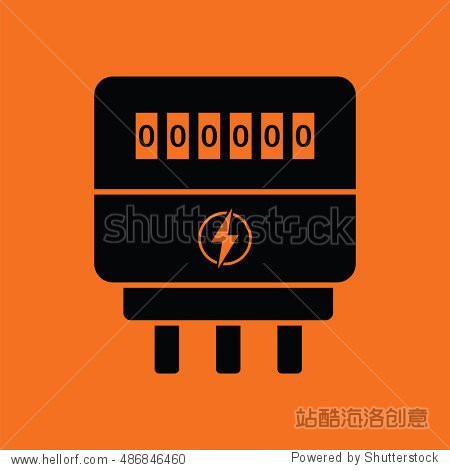 000000
shutterstock
站酷海洛创意
www.hellorf.com - 486846460
Powered by Shutterstock